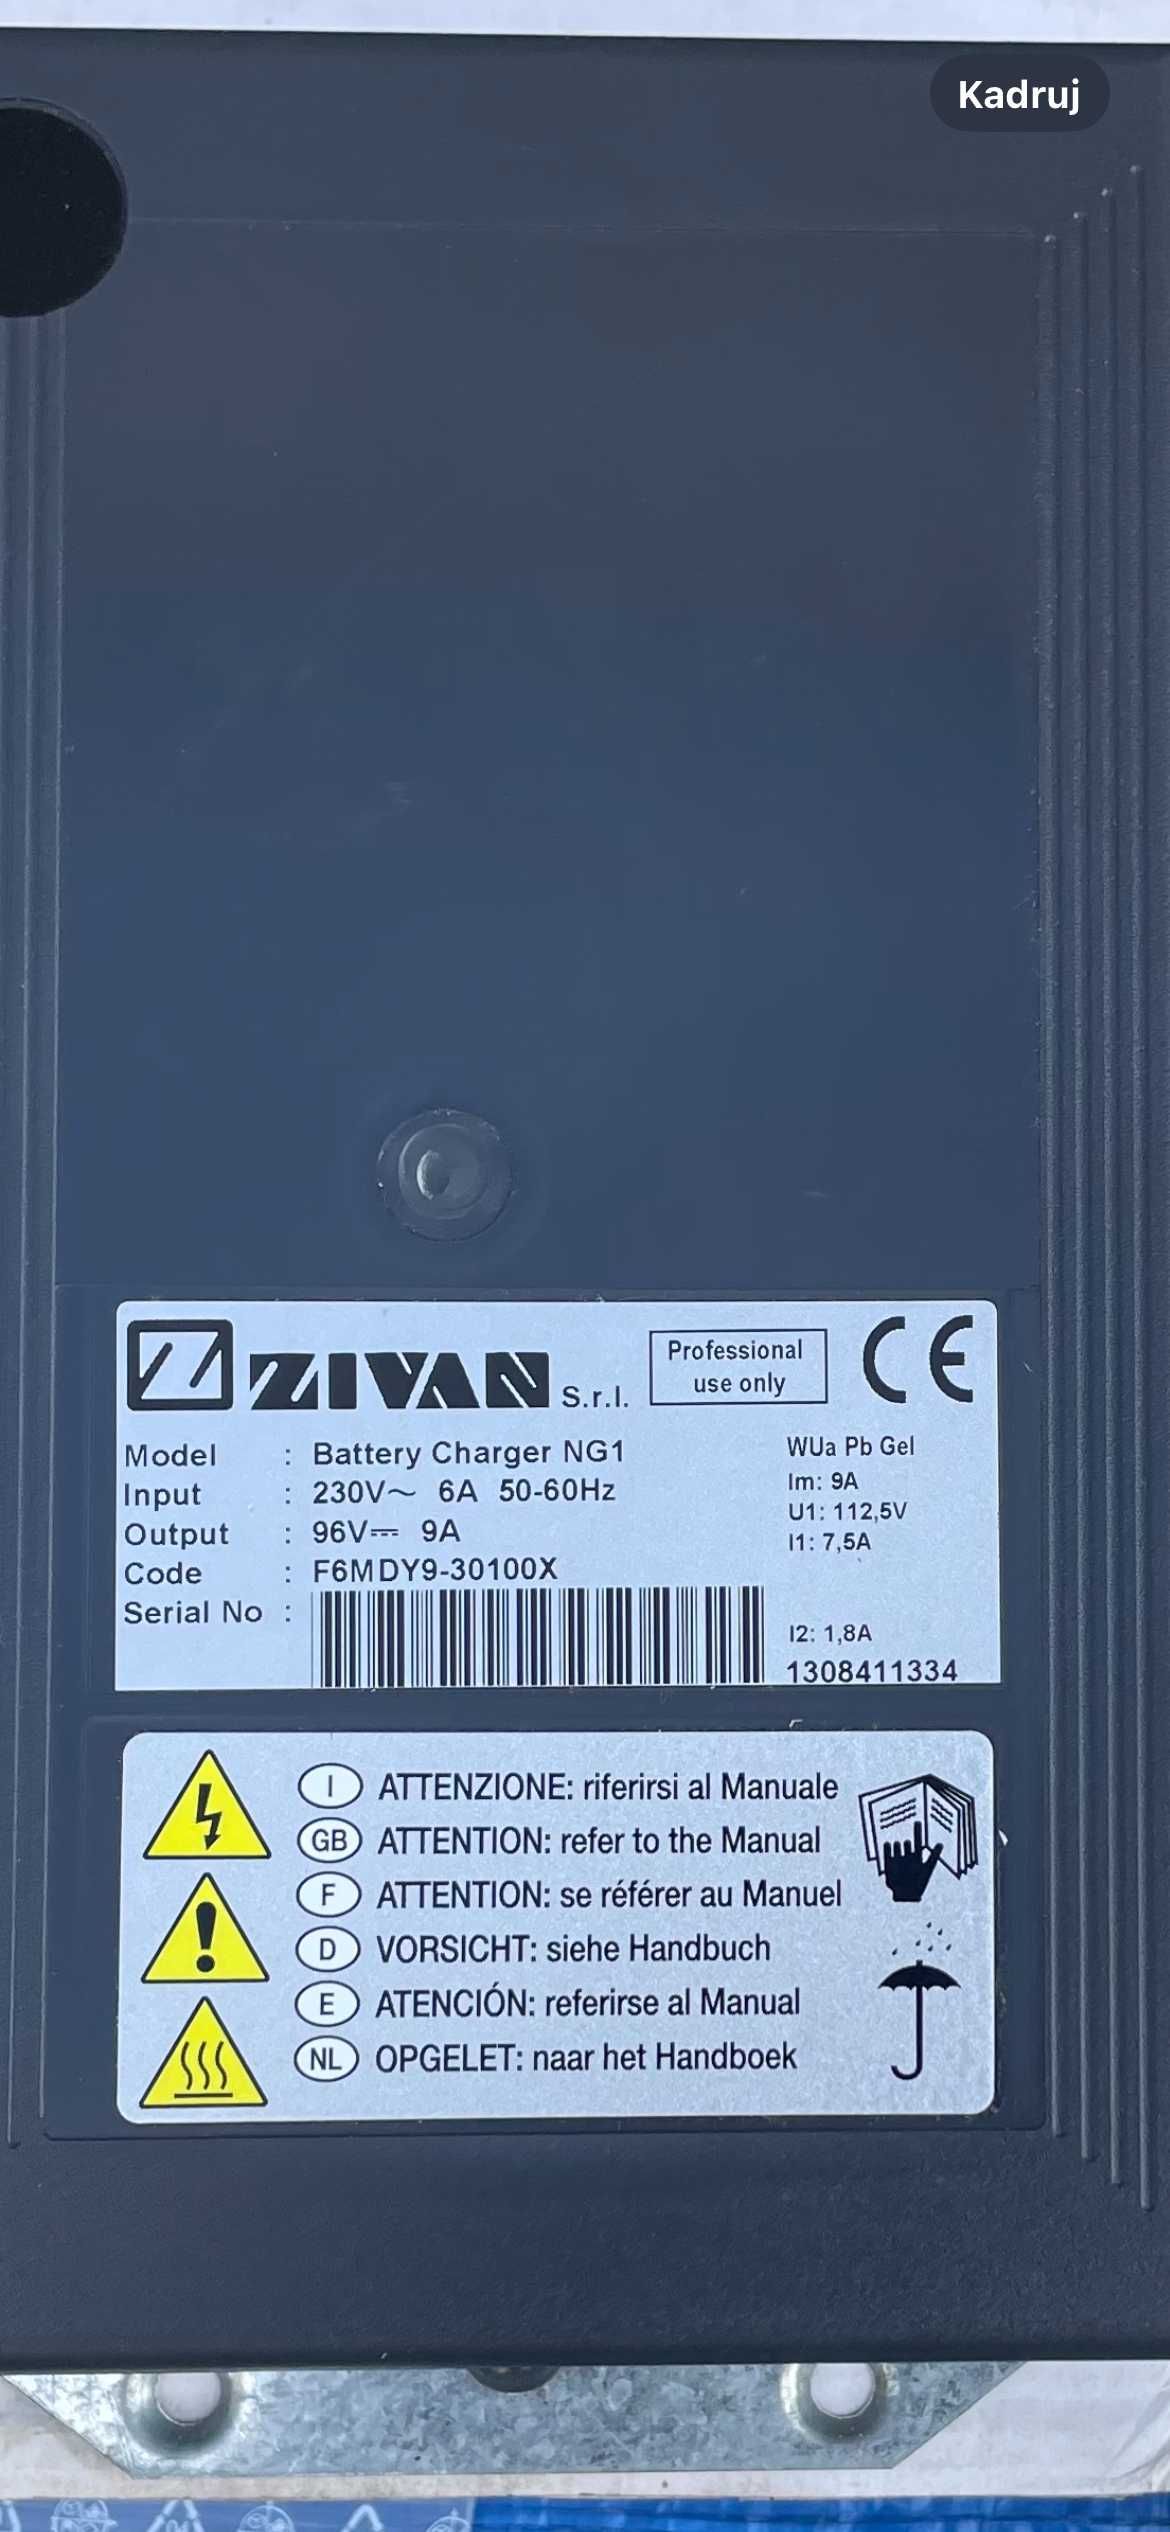 Kadruj
ZIVAN S.r.l.
Professional
use only
CE
Model : Battery Charger NG1
Input : 230V~ 6A 50-60Hz
Output : 96V⎓ 9A
Code : F6MDY9-30100X
Serial No :
WUa Pb Gel
Im: 9A
U1: 112,5V
I1: 7,5A
I2: 1,8A
1308411334
I ATTENZIONE: riferirsi al Manuale
GB ATTENTION: refer to the Manual
F ATTENTION: se référer au Manuel
D VORSICHT: siehe Handbuch
E ATENCIÓN: referirse al Manual
NL OPGELET: naar het Handboek